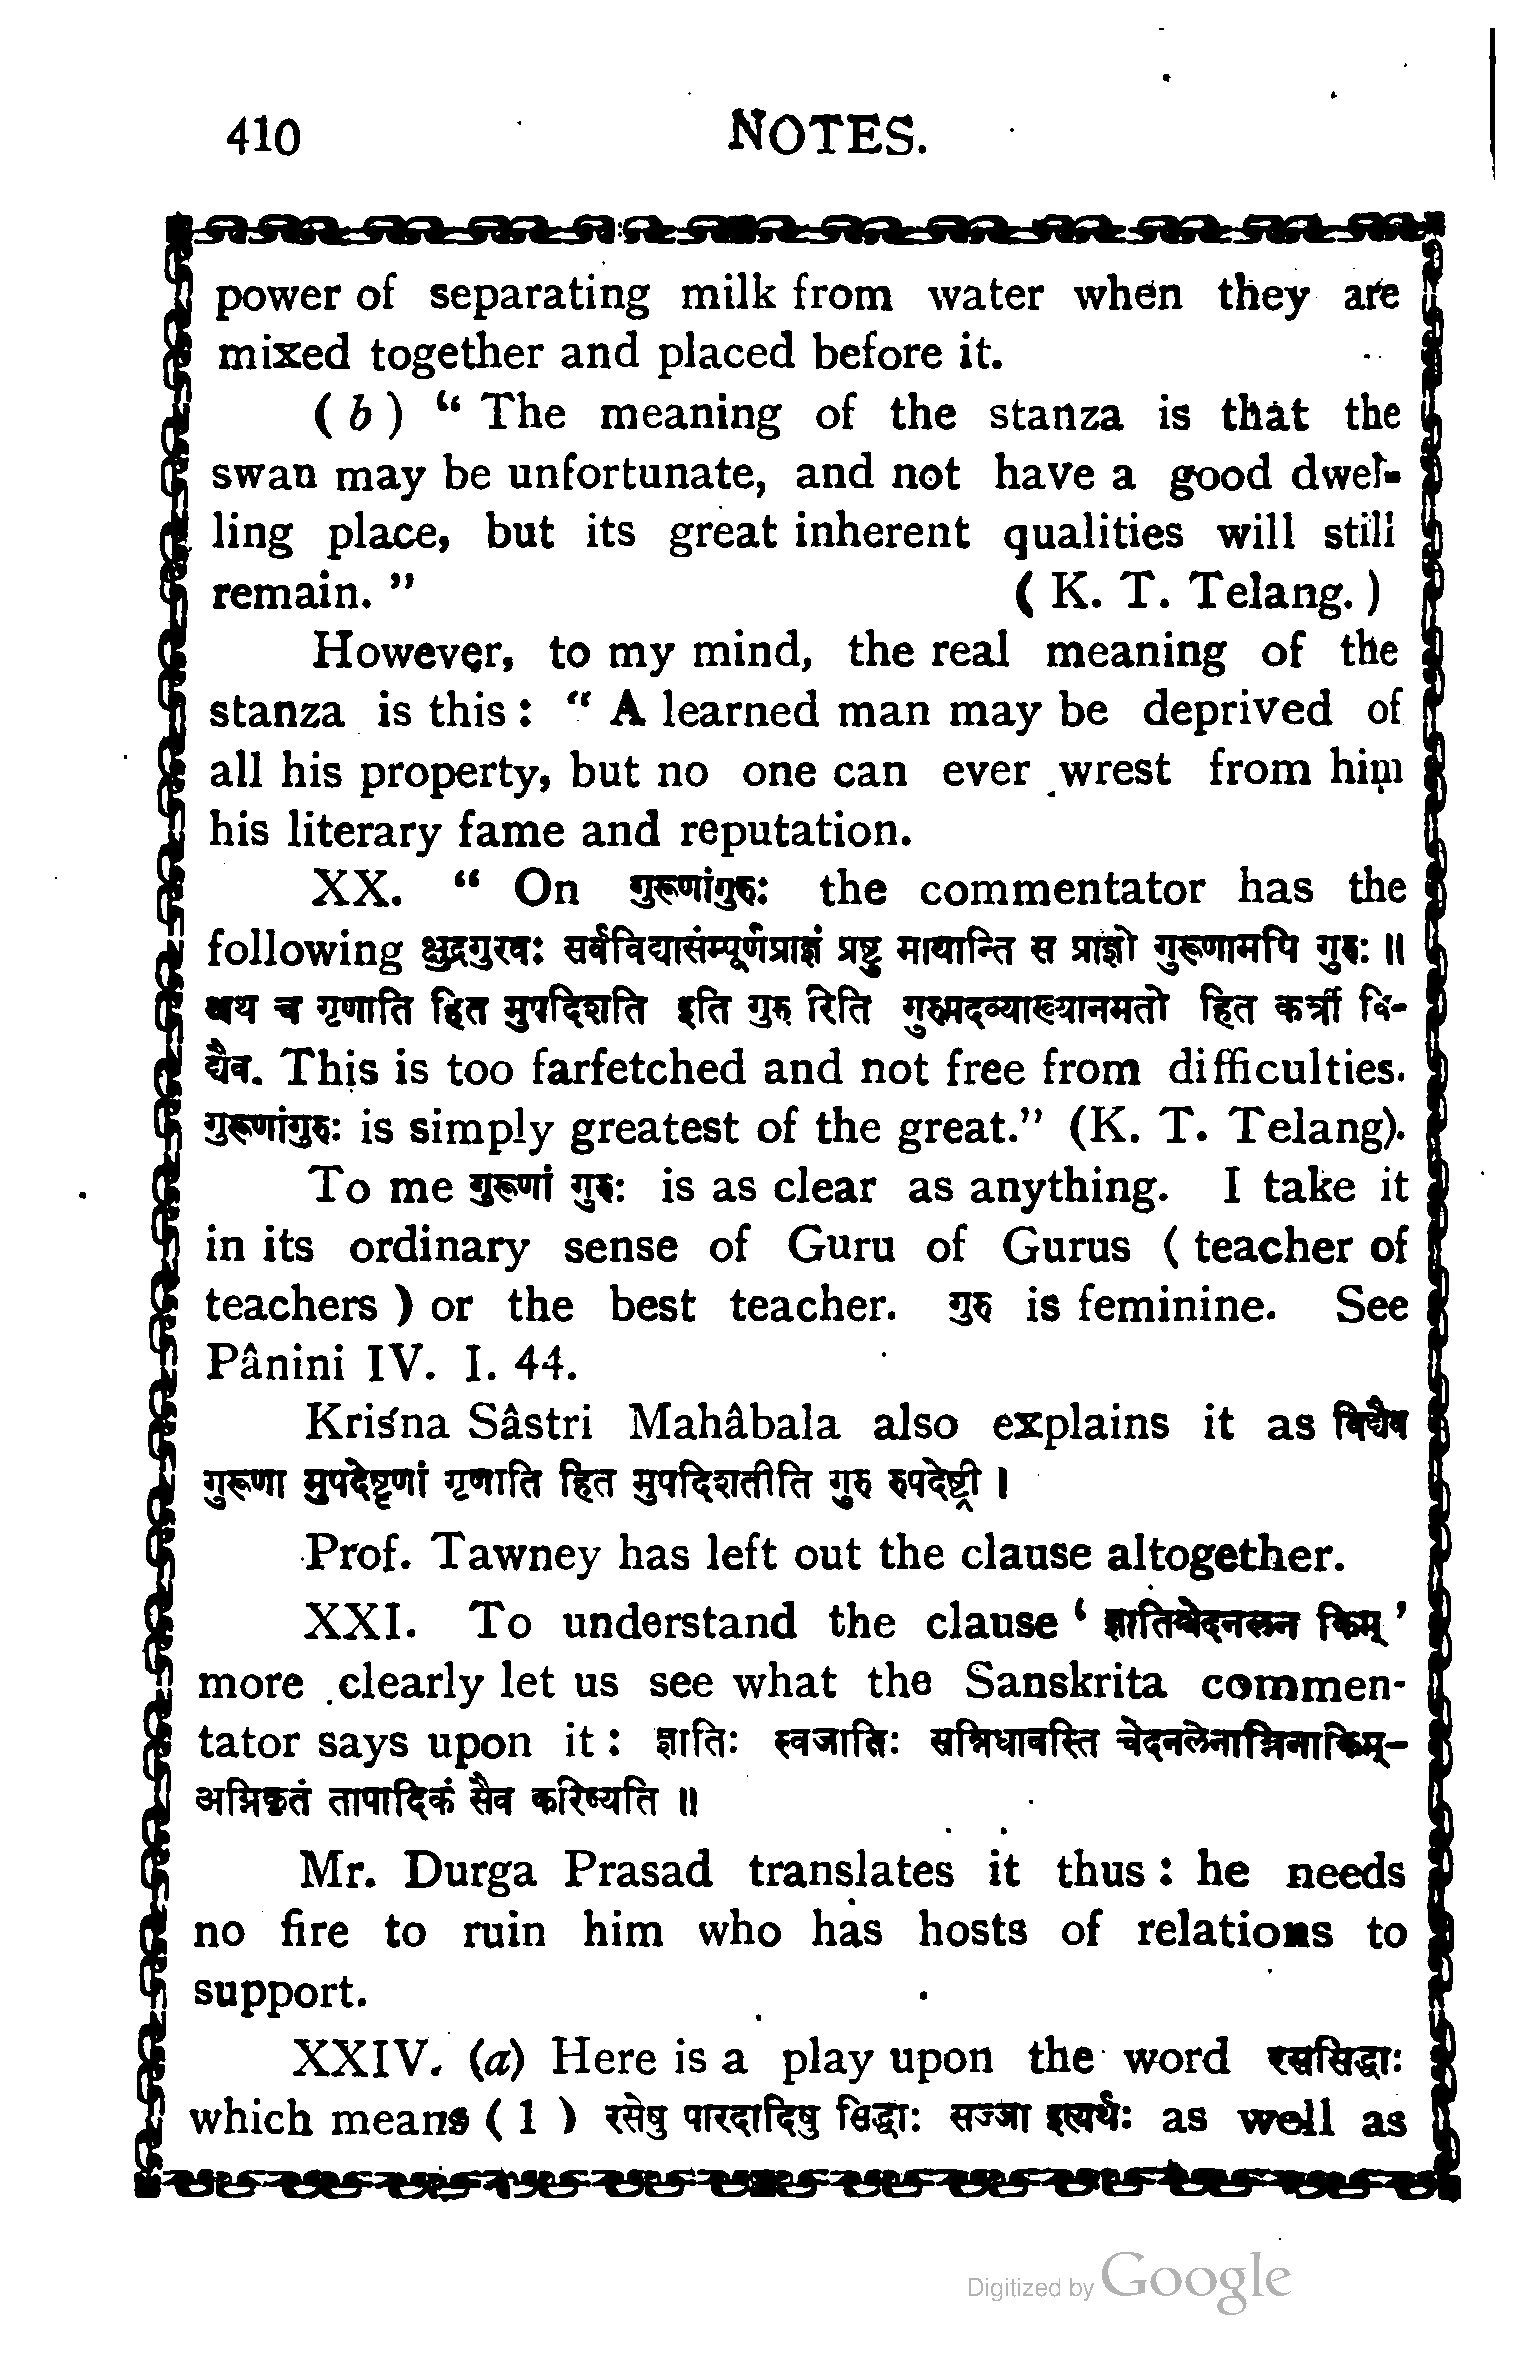 410 NOTES.
power of separating milk from water when they are
mixed together and placed before it.
( b ) “ The meaning of the stanza is that the
swan may be unfortunate, and not have a good dwel-
ling place, but its great inherent qualities will still
remain. ” ( K. T. Telang. )
However, to my mind, the real meaning of the
stanza is this : “ A learned man may be deprived of
all his property, but no one can ever wrest from him
his literary fame and reputation.
XX. “ On गुरूणांगुरु: the commentator has the
following क्षुद्रगुरवः सर्वविद्यासंम्पूर्णप्राज्ञं प्रष्टु मायान्ति स प्राज्ञो गुरूणामपि गुरुः ॥
अथ च गृणाति हित मुपदिशति इति गुरु रिति गुरुप्रदव्याख्यानमतो हित कर्त्री वि-
द्यैव. This is too farfetched and not free from difficulties.
गुरूणांगुरु: is simply greatest of the great.” (K. T. Telang).
To me गुरूणां गुरु: is as clear as anything. I take it
in its ordinary sense of Guru of Gurus ( teacher of
teachers ) or the best teacher. गुरु is feminine. See
Pânini IV. I. 44.
Kriśna Sâstri Mahâbala also explains it as विद्यैव
गुरूणा मुपदेष्टृणां गृणाति हित मुपदिशतीति गुरु रुपदेष्ट्री ।
Prof. Tawney has left out the clause altogether.
XXI. To understand the clause ‘ ज्ञातिश्चेदनलेन किम् ’
more clearly let us see what the Sanskrita commen-
tator says upon it : ज्ञातिः स्वजातिः सन्निधावस्ति चेदनलेनाग्निनाकिम्-
अग्निकृतं तापादिकं सैव करिष्यति ॥
Mr. Durga Prasad translates it thus : he needs
no fire to ruin him who has hosts of relations to
support.
XXIV. (a) Here is a play upon the word रससिद्धाः
which means ( 1 ) रसेषु पारदादिषु सिद्धाः सज्जा इत्यर्थः as well as
Digitized by Google